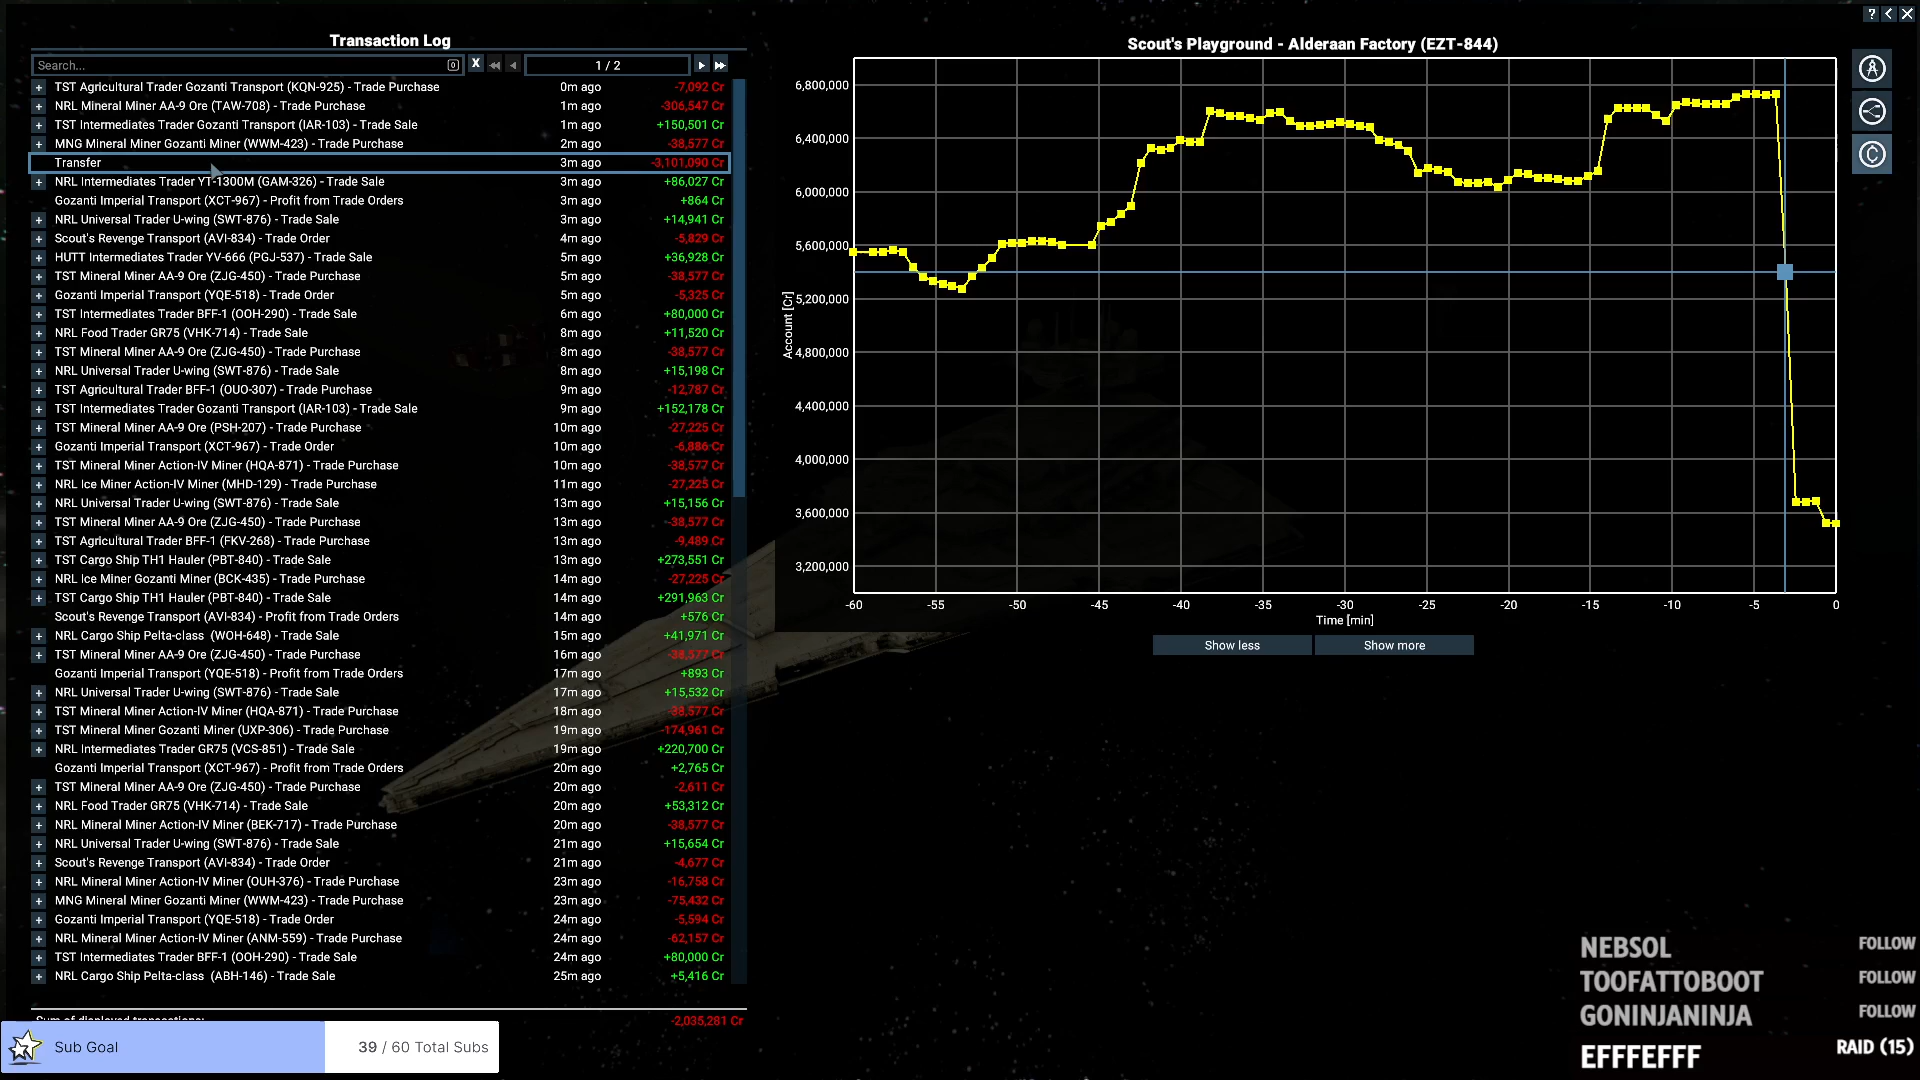 Transaction Log
Search...
0
X
1 / 2
+ TST Agricultural Trader Gozanti Transport (KQN-925) - Trade Purchase 0m ago -7,092 Cr
+ NRL Mineral Miner AA-9 Ore (TAW-708) - Trade Purchase 1m ago -306,547 Cr
+ TST Intermediates Trader Gozanti Transport (IAR-103) - Trade Sale 1m ago +150,501 Cr
+ MNG Mineral Miner Gozanti Miner (WWM-423) - Trade Purchase 2m ago -38,577 Cr
Transfer 3m ago -3,101,090 Cr
+ NRL Intermediates Trader YT-1300M (GAM-326) - Trade Sale 3m ago +86,027 Cr
Gozanti Imperial Transport (XCT-967) - Profit from Trade Orders 3m ago +864 Cr
+ NRL Universal Trader U-wing (SWT-876) - Trade Sale 3m ago +14,941 Cr
+ Scout's Revenge Transport (AVI-834) - Trade Order 4m ago -5,829 Cr
+ HUTT Intermediates Trader YV-666 (PGJ-537) - Trade Sale 5m ago +36,928 Cr
+ TST Mineral Miner AA-9 Ore (ZJG-450) - Trade Purchase 5m ago -38,577 Cr
+ Gozanti Imperial Transport (YQE-518) - Trade Order 5m ago -5,325 Cr
+ TST Intermediates Trader BFF-1 (OOH-290) - Trade Sale 6m ago +80,000 Cr
+ NRL Food Trader GR75 (VHK-714) - Trade Sale 8m ago +11,520 Cr
+ TST Mineral Miner AA-9 Ore (ZJG-450) - Trade Purchase 8m ago -38,577 Cr
+ NRL Universal Trader U-wing (SWT-876) - Trade Sale 8m ago +15,198 Cr
+ TST Agricultural Trader BFF-1 (OUO-307) - Trade Purchase 9m ago -12,787 Cr
+ TST Intermediates Trader Gozanti Transport (IAR-103) - Trade Sale 9m ago +152,178 Cr
+ TST Mineral Miner AA-9 Ore (PSH-207) - Trade Purchase 10m ago -27,225 Cr
+ Gozanti Imperial Transport (XCT-967) - Trade Order 10m ago -6,886 Cr
+ TST Mineral Miner Action-IV Miner (HQA-871) - Trade Purchase 10m ago -38,577 Cr
+ NRL Ice Miner Action-IV Miner (MHD-129) - Trade Purchase 11m ago -27,225 Cr
+ NRL Universal Trader U-wing (SWT-876) - Trade Sale 13m ago +15,156 Cr
+ TST Mineral Miner AA-9 Ore (ZJG-450) - Trade Purchase 13m ago -38,577 Cr
+ TST Agricultural Trader BFF-1 (FKV-268) - Trade Purchase 13m ago -9,489 Cr
+ TST Cargo Ship TH1 Hauler (PBT-840) - Trade Sale 13m ago +273,551 Cr
+ NRL Ice Miner Gozanti Miner (BCK-435) - Trade Purchase 14m ago -27,225 Cr
+ TST Cargo Ship TH1 Hauler (PBT-840) - Trade Sale 14m ago +291,963 Cr
Scout's Revenge Transport (AVI-834) - Profit from Trade Orders 14m ago +576 Cr
+ NRL Cargo Ship Pelta-class (WOH-648) - Trade Sale 15m ago +41,971 Cr
+ TST Mineral Miner AA-9 Ore (ZJG-450) - Trade Purchase 16m ago -38,577 Cr
Gozanti Imperial Transport (YQE-518) - Profit from Trade Orders 17m ago +893 Cr
+ NRL Universal Trader U-wing (SWT-876) - Trade Sale 17m ago +15,532 Cr
+ TST Mineral Miner Action-IV Miner (HQA-871) - Trade Purchase 18m ago -38,577 Cr
+ TST Mineral Miner Gozanti Miner (UXP-306) - Trade Purchase 19m ago -174,961 Cr
+ NRL Intermediates Trader GR75 (VCS-851) - Trade Sale 19m ago +220,700 Cr
Gozanti Imperial Transport (XCT-967) - Profit from Trade Orders 20m ago +2,765 Cr
+ TST Mineral Miner AA-9 Ore (ZJG-450) - Trade Purchase 20m ago -2,611 Cr
+ NRL Food Trader GR75 (VHK-714) - Trade Sale 20m ago +53,312 Cr
+ NRL Mineral Miner Action-IV Miner (BEK-717) - Trade Purchase 20m ago -38,577 Cr
+ NRL Universal Trader U-wing (SWT-876) - Trade Sale 21m ago +15,654 Cr
+ Scout's Revenge Transport (AVI-834) - Trade Order 21m ago -4,677 Cr
+ NRL Mineral Miner Action-IV Miner (OUH-376) - Trade Purchase 23m ago -16,758 Cr
+ MNG Mineral Miner Gozanti Miner (WWM-423) - Trade Purchase 23m ago -75,432 Cr
+ Gozanti Imperial Transport (YQE-518) - Trade Order 24m ago -5,594 Cr
+ NRL Mineral Miner Action-IV Miner (ANM-559) - Trade Purchase 24m ago -62,157 Cr
+ TST Intermediates Trader BFF-1 (OOH-290) - Trade Sale 24m ago +80,000 Cr
+ NRL Cargo Ship Pelta-class (ABH-146) - Trade Sale 25m ago +5,416 Cr
Sum of displayed transactions: -2,035,281 Cr
Sub Goal 39 / 60 Total Subs
? < X
Scout's Playground - Alderaan Factory (EZT-844)
6,800,000
6,400,000
6,000,000
5,600,000
5,200,000
4,800,000
4,400,000
4,000,000
3,600,000
3,200,000
Account [Cr]
-60 -55 -50 -45 -40 -35 -30 -25 -20 -15 -10 -5 0
Time [min]
Show less Show more
NEBSOL FOLLOW
TOOFATTOBOOT FOLLOW
GONINJANINJA FOLLOW
EFFFEFFF RAID (15)